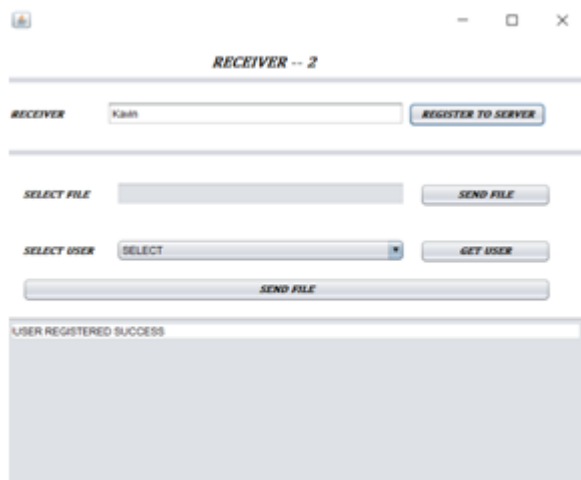 RECEIVER -- 2
RECEIVER Kavin REGISTER TO SERVER
SELECT FILE SEND FILE
SELECT USER SELECT GET USER
SEND FILE
USER REGISTERED SUCCESS